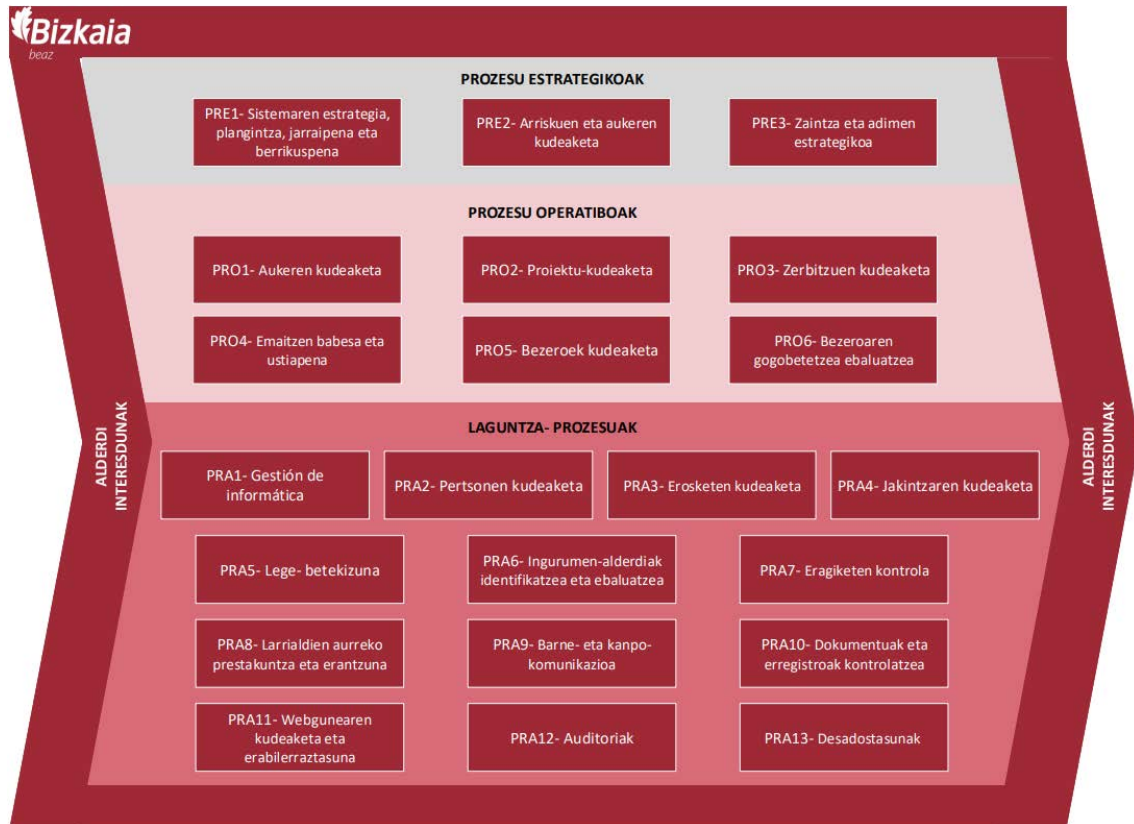 Bizkaia
beaz
PROZESU ESTRATEGIKOAK
PRE1- Sistemaren estrategia,
plangintza, jarraipena eta
berrikuspena
PRE2- Arriskuen eta aukeren
kudeaketa
PRE3- Zaintza eta adimen
estrategikoa
PROZESU OPERATIBOAK
PRO1- Aukeren kudeaketa
PRO2- Proiektu-kudeaketa
PRO3- Zerbitzuen kudeaketa
PRO4- Emaitzen babesa eta
ustiapena
PRO5- Bezeroek kudeaketa
PRO6- Bezeroaren
gogobetetzea ebaluatzea
ALDERDI
INTERESDUNAK
LAGUNTZA- PROZESUAK
PRA1- Gestión de
informática
PRA2- Pertsonen kudeaketa
PRA3- Erosketen kudeaketa
PRA4- Jakintzaren kudeaketa
PRA5- Lege- betekizuna
PRA6- Ingurumen-alderdiak
identifikatzea eta ebaluatzea
PRA7- Eragiketen kontrola
PRA8- Larrialdien aurreko
prestakuntza eta erantzuna
PRA9- Barne- eta kanpo-
komunikazioa
PRA10- Dokumentuak eta
erregistroak kontrolatzea
PRA11- Webgunearen
kudeaketa eta
erabilerraztasuna
PRA12- Auditoriak
PRA13- Desadostasunak
ALDERDI
INTERESDUNAK